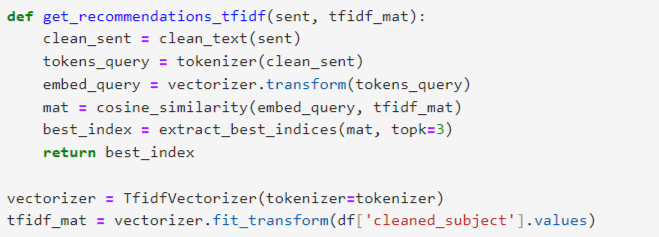 def get_recommendations_tfidf(sent, tfidf_mat):
    clean_sent = clean_text(sent)
    tokens_query = tokenizer(clean_sent)
    embed_query = vectorizer.transform(tokens_query)
    mat = cosine_similarity(embed_query, tfidf_mat)
    best_index = extract_best_indices(mat, topk=3)
    return best_index
vectorizer = TfidfVectorizer(tokenizer=tokenizer)
tfidf_mat = vectorizer.fit_transform(df['cleaned_subject'].values)